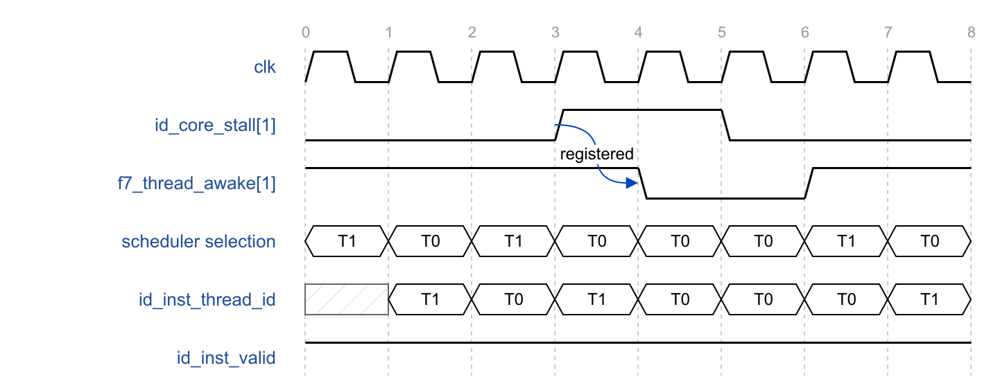 0 1 2 3 4 5 6 7 8
clk
id_core_stall[1]
registered
f7_thread_awake[1]
scheduler selection T1 T0 T1 T0 T0 T0 T1 T0
id_inst_thread_id T1 T0 T1 T0 T0 T0 T1
id_inst_valid